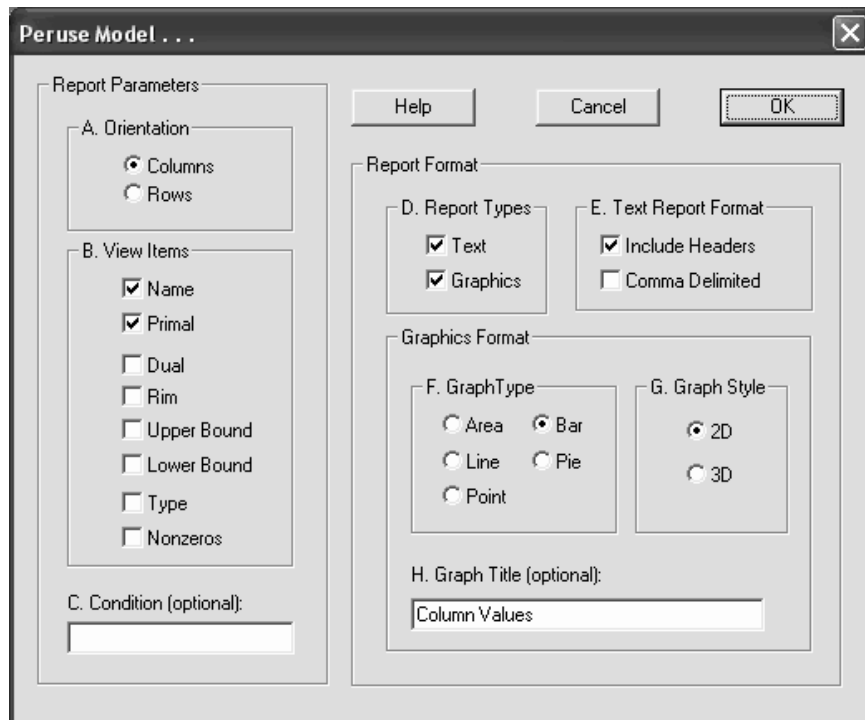 Peruse Model . . .
Report Parameters
A. Orientation
Columns
Rows
B. View Items
Name
Primal
Dual
Rim
Upper Bound
Lower Bound
Type
Nonzeros
C. Condition (optional):
Help
Cancel
OK
Report Format
D. Report Types
Text
Graphics
E. Text Report Format
Include Headers
Comma Delimited
Graphics Format
F. GraphType
Area
Bar
Line
Pie
Point
G. Graph Style
2D
3D
H. Graph Title (optional):
Column Values